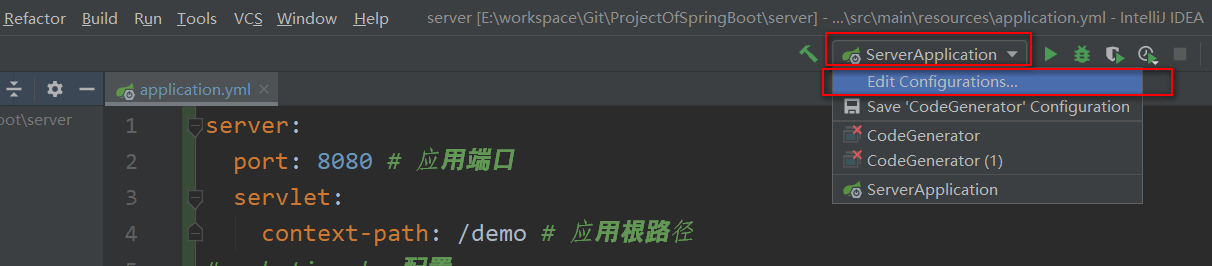 Refactor Build Run Tools VCS Window Help server [E:\workspace\Git\ProjectOfSpringBoot\server] - ...\src\main\resources\application.yml - IntelliJ IDEA
ServerApplication
Edit Configurations...
application.yml
Save 'CodeGenerator' Configuration
oot\server
1 server:
CodeGenerator
2 port: 8080 # 应用端口
CodeGenerator (1)
3 servlet:
ServerApplication
4 context-path: /demo # 应用根路径